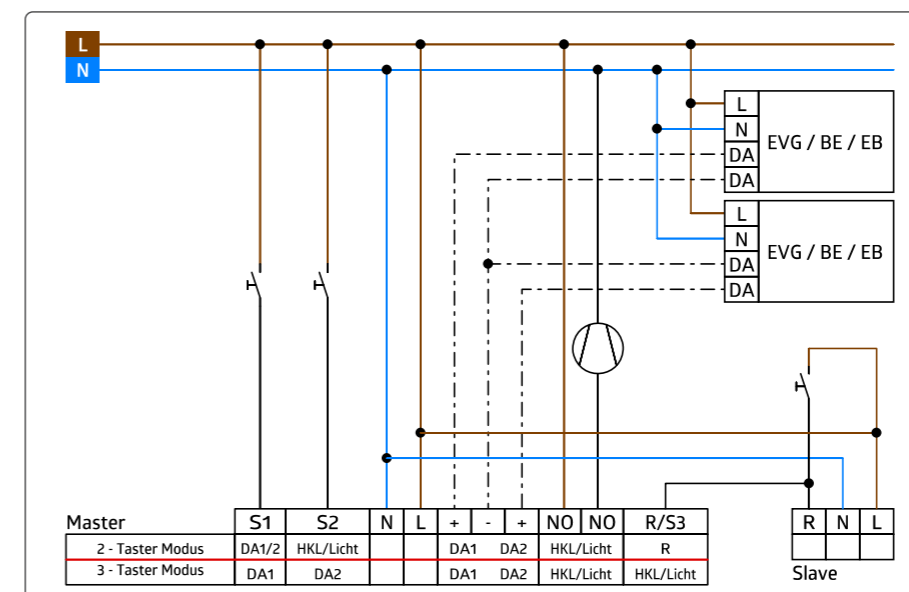 L
N
L
N
DA
DA
EVG / BE / EB
L
N
DA
DA
EVG / BE / EB
Master S1 S2 N L + - + NO NO R/S3
2 - Taster Modus DA1/2 HKL/Licht DA1 DA2 HKL/Licht R
3 - Taster Modus DA1 DA2 DA1 DA2 HKL/Licht HKL/Licht
R N L
Slave